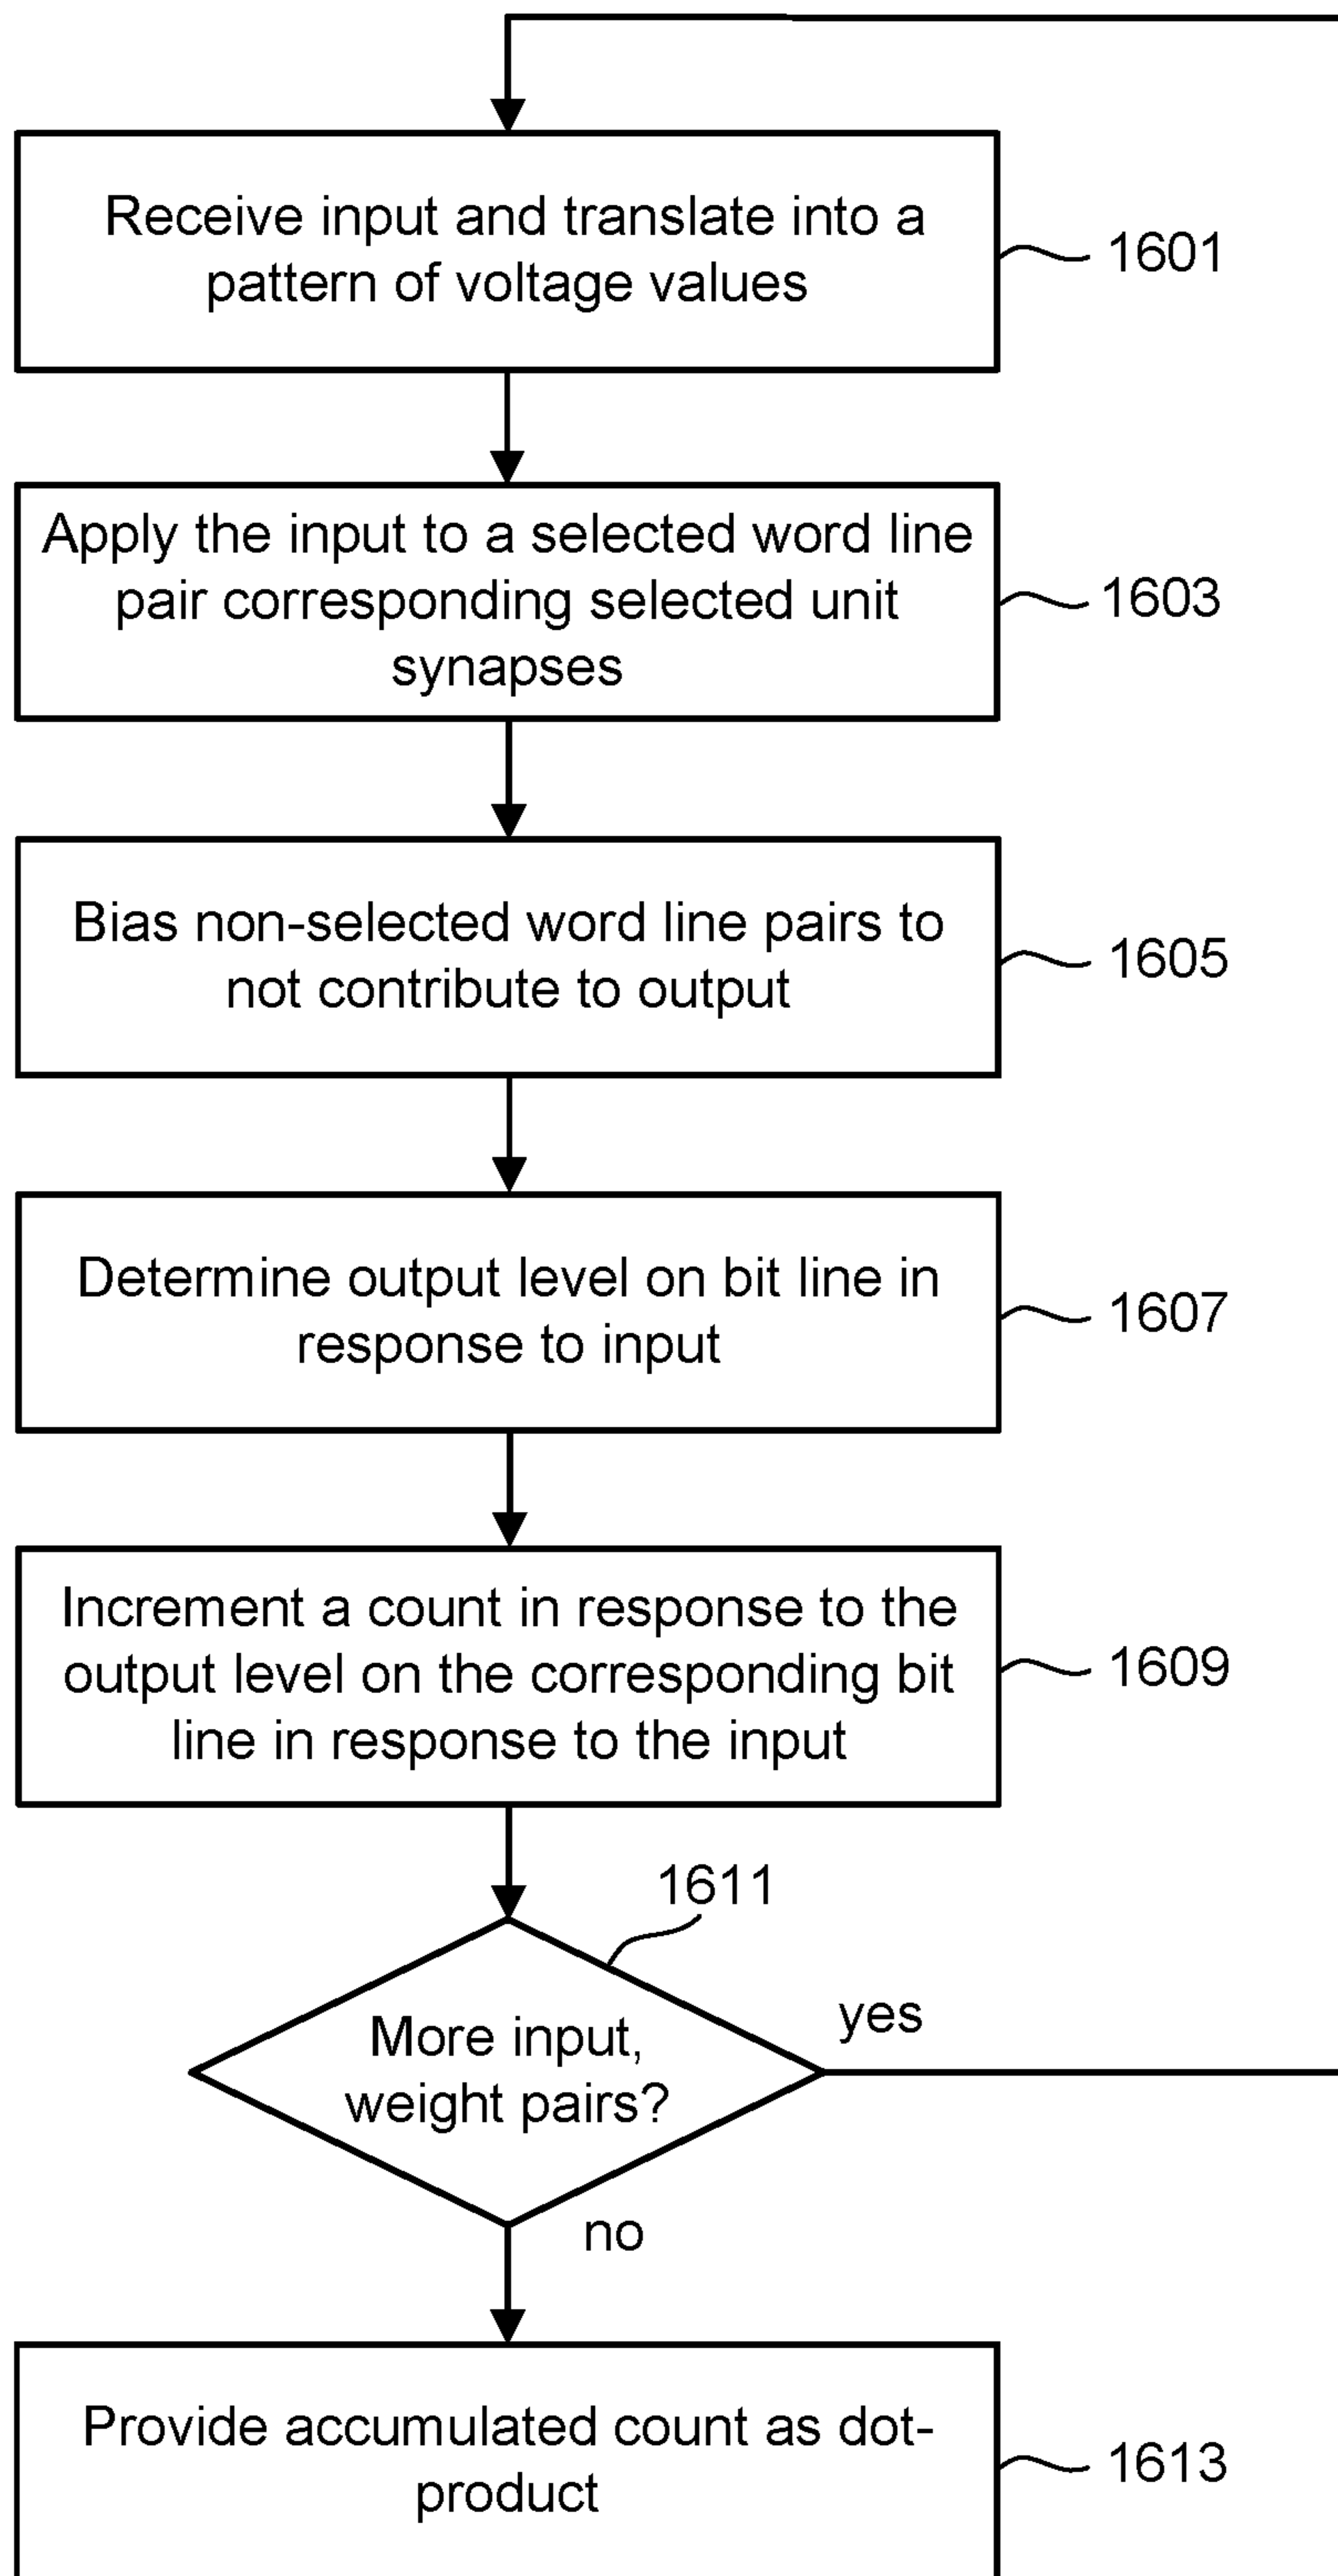 Receive input and translate into a
pattern of voltage values
1601
Apply the input to a selected word line
pair corresponding selected unit
synapses
1603
Bias non-selected word line pairs to
not contribute to output
1605
Determine output level on bit line in
response to input
1607
Increment a count in response to the
output level on the corresponding bit
line in response to the input
1609
1611
More input,
weight pairs?
yes
no
Provide accumulated count as dot-
product
1613